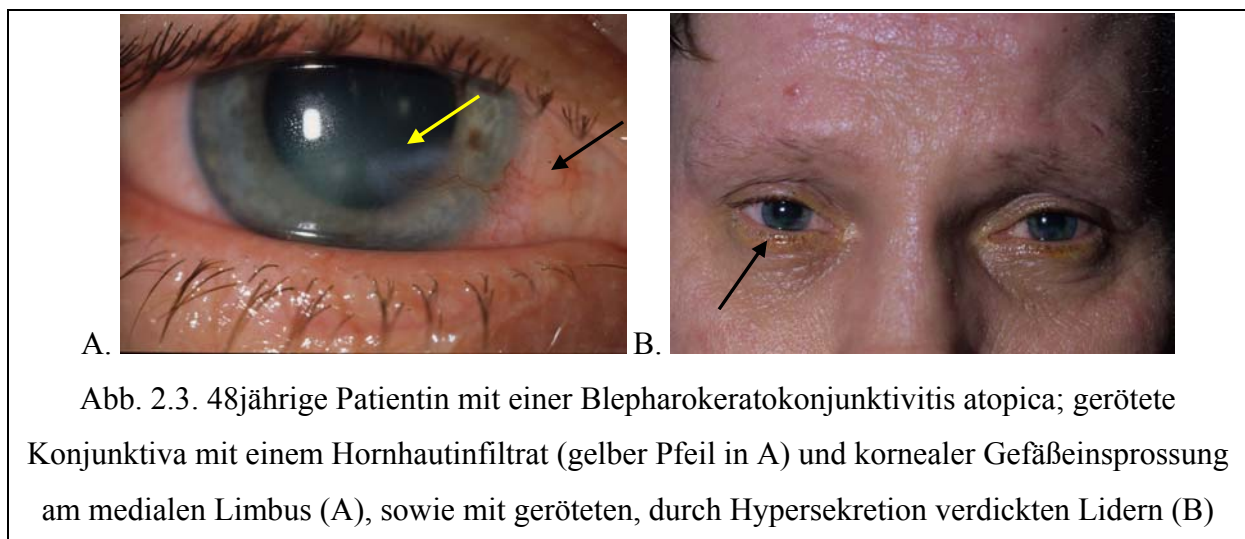 A. B.
Abb. 2.3. 48jährige Patientin mit einer Blepharokeratokonjunktivitis atopica; gerötete
Konjunktiva mit einem Hornhautinfiltrat (gelber Pfeil in A) und kornealer Gefäßeinsprossung
am medialen Limbus (A), sowie mit geröteten, durch Hypersekretion verdickten Lidern (B)